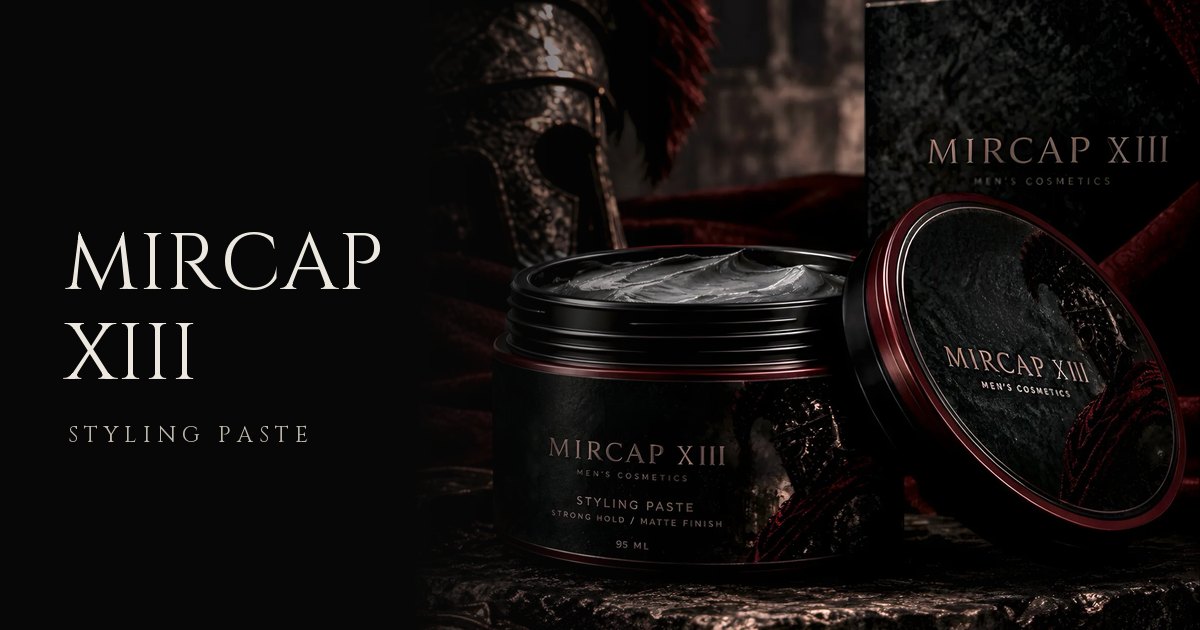 MIRCAP
XIII
STYLING PASTE
MIRCAP XIII
MEN'S COSMETICS
MIRCAP XIII
MEN'S COSMETICS
MIRCAP XIII
MEN'S COSMETICS
STYLING PASTE
STRONG HOLD / MATTE FINISH
95 ML